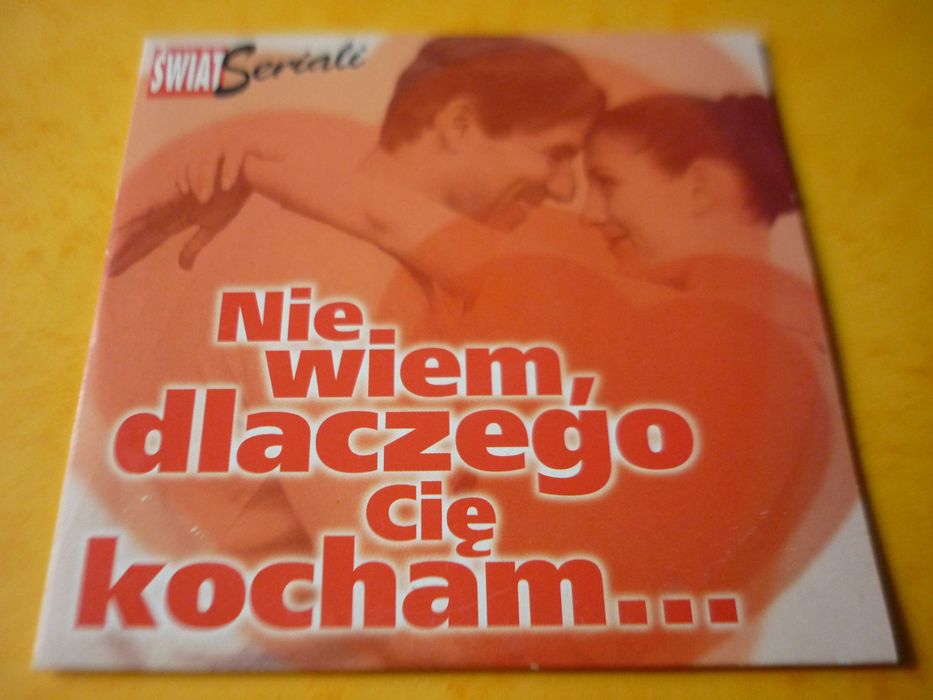 ŚWIAT Seriali
Nie
wiem,
dlaczego
Cię
kocham...